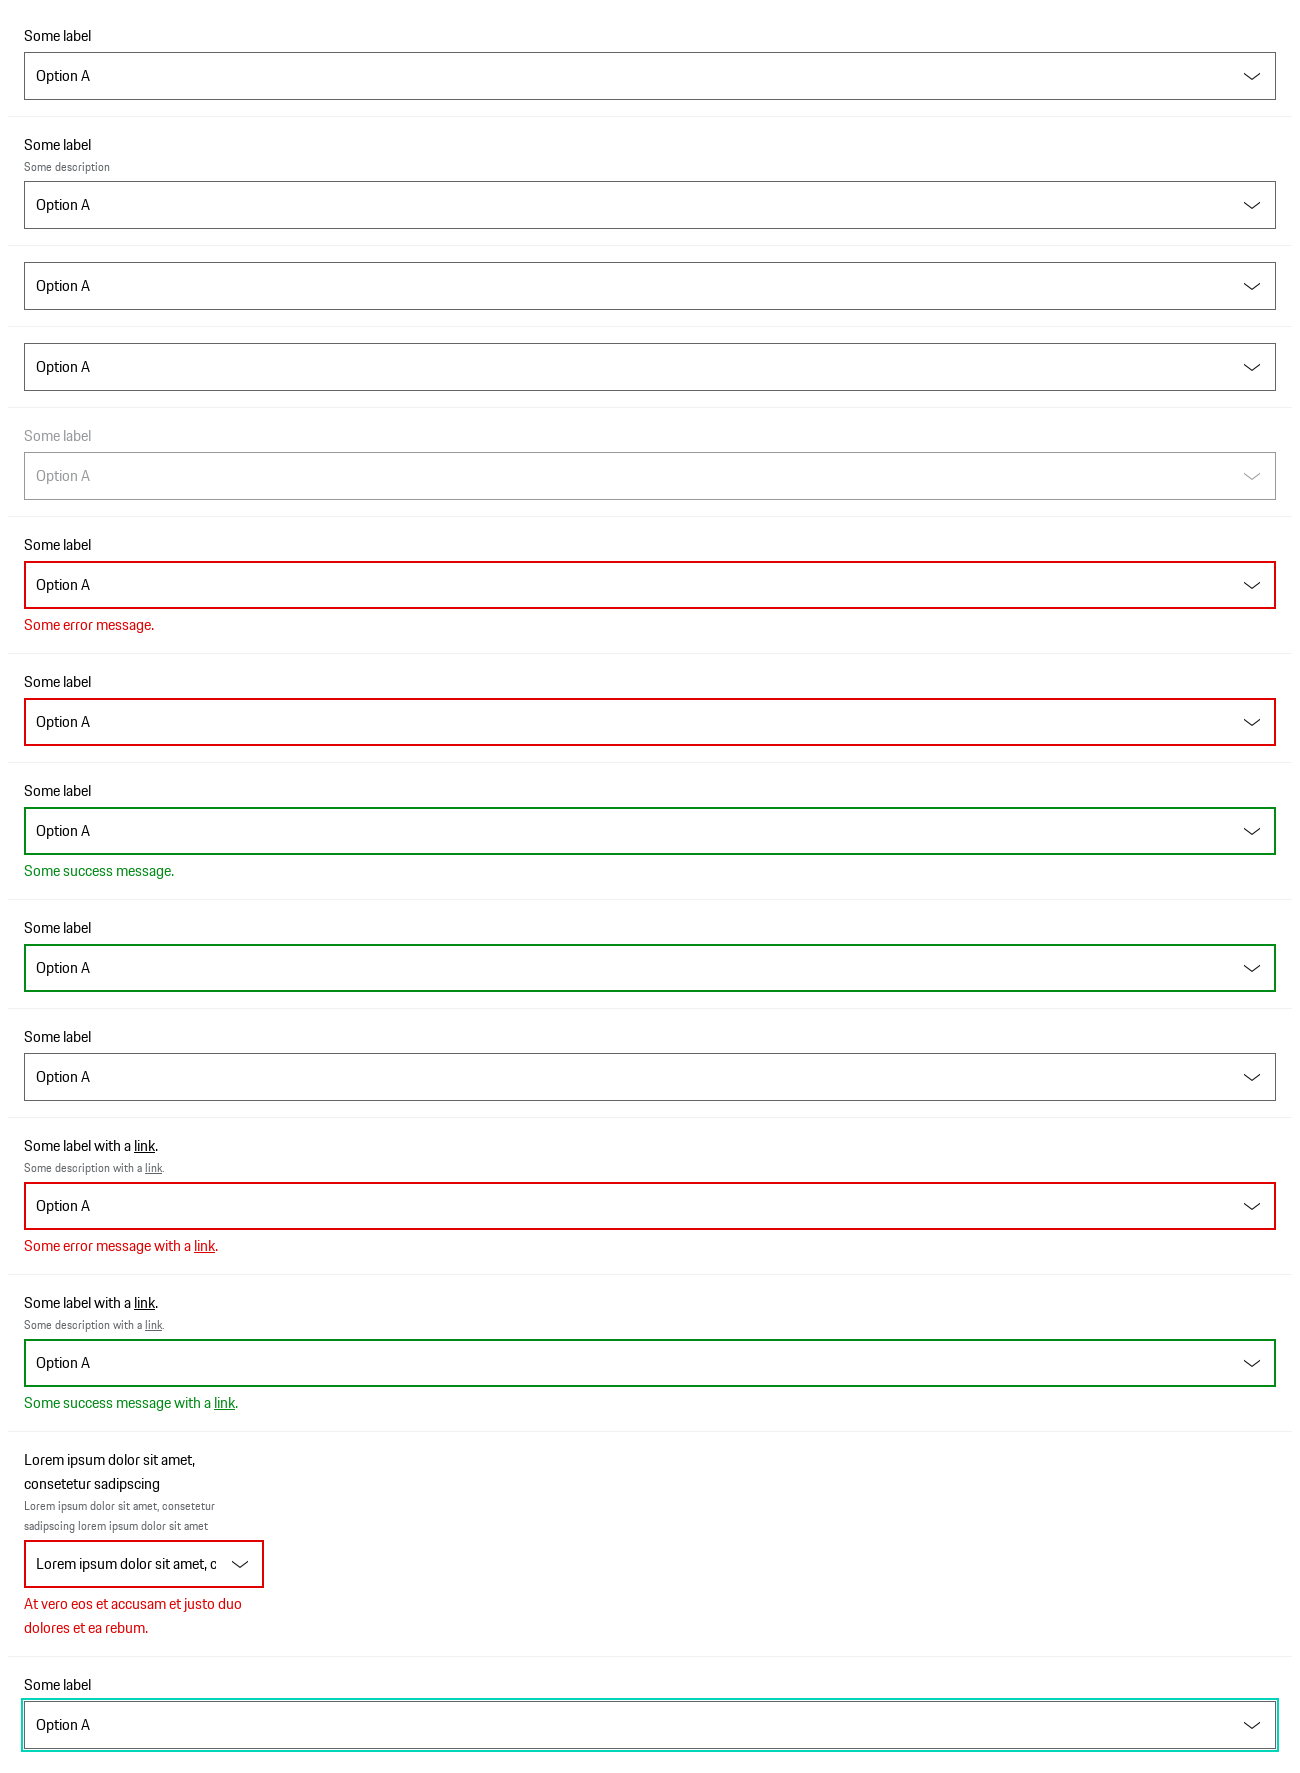 Some label
Option A
Some label
Some description
Option A
Option A
Option A
Some label
Option A
Some label
Option A
Some error message.
Some label
Option A
Some label
Option A
Some success message.
Some label
Option A
Some label
Option A
Some label with a link.
Some description with a link.
Option A
Some error message with a link.
Some label with a link.
Some description with a link.
Option A
Some success message with a link.
Lorem ipsum dolor sit amet,
consetetur sadipscing
Lorem ipsum dolor sit amet, consetetur
sadipscing lorem ipsum dolor sit amet
Lorem ipsum dolor sit amet, c
At vero eos et accusam et justo duo
dolores et ea rebum.
Some label
Option A